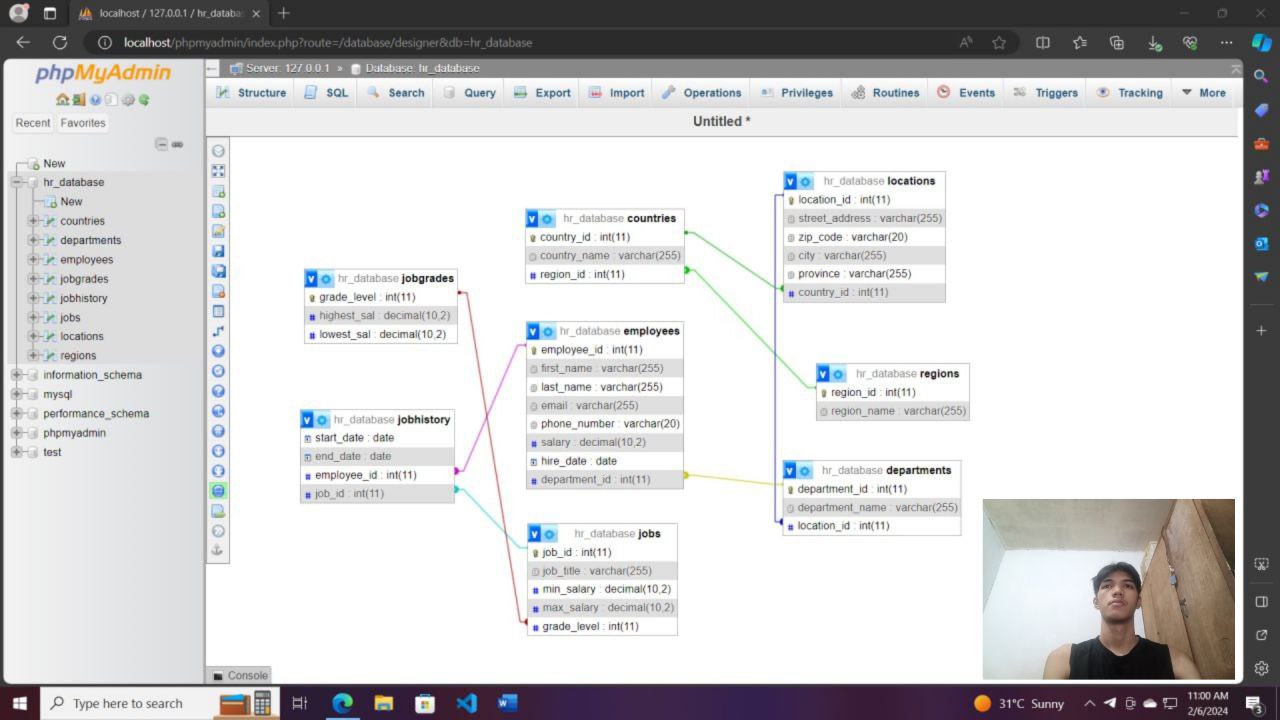 localhost / 127.0.0.1 / hr_databa
localhost/phpmyadmin/index.php?route=/database/designer&db=hr_database
phpMyAdmin
Recent Favorites
New
hr_database
New
countries
departments
employees
jobgrades
jobhistory
jobs
locations
regions
information_schema
mysql
performance_schema
phpmyadmin
test
Server: 127.0.0.1 » Database: hr_database
Structure SQL Search Query Export Import Operations Privileges Routines Events Triggers Tracking More
Untitled *
hr_database jobgrades
grade_level : int(11)
highest_sal : decimal(10,2)
lowest_sal : decimal(10,2)
hr_database jobhistory
start_date : date
end_date : date
employee_id : int(11)
job_id : int(11)
hr_database countries
country_id : int(11)
country_name : varchar(255)
region_id : int(11)
hr_database employees
employee_id : int(11)
first_name : varchar(255)
last_name : varchar(255)
email : varchar(255)
phone_number : varchar(20)
salary : decimal(10,2)
hire_date : date
department_id : int(11)
hr_database jobs
job_id : int(11)
job_title : varchar(255)
min_salary : decimal(10,2)
max_salary : decimal(10,2)
grade_level : int(11)
hr_database locations
location_id : int(11)
street_address : varchar(255)
zip_code : varchar(20)
city : varchar(255)
province : varchar(255)
country_id : int(11)
hr_database regions
region_id : int(11)
region_name : varchar(255)
hr_database departments
department_id : int(11)
department_name : varchar(255)
location_id : int(11)
Console
Type here to search
31°C Sunny
11:00 AM
2/6/2024
3